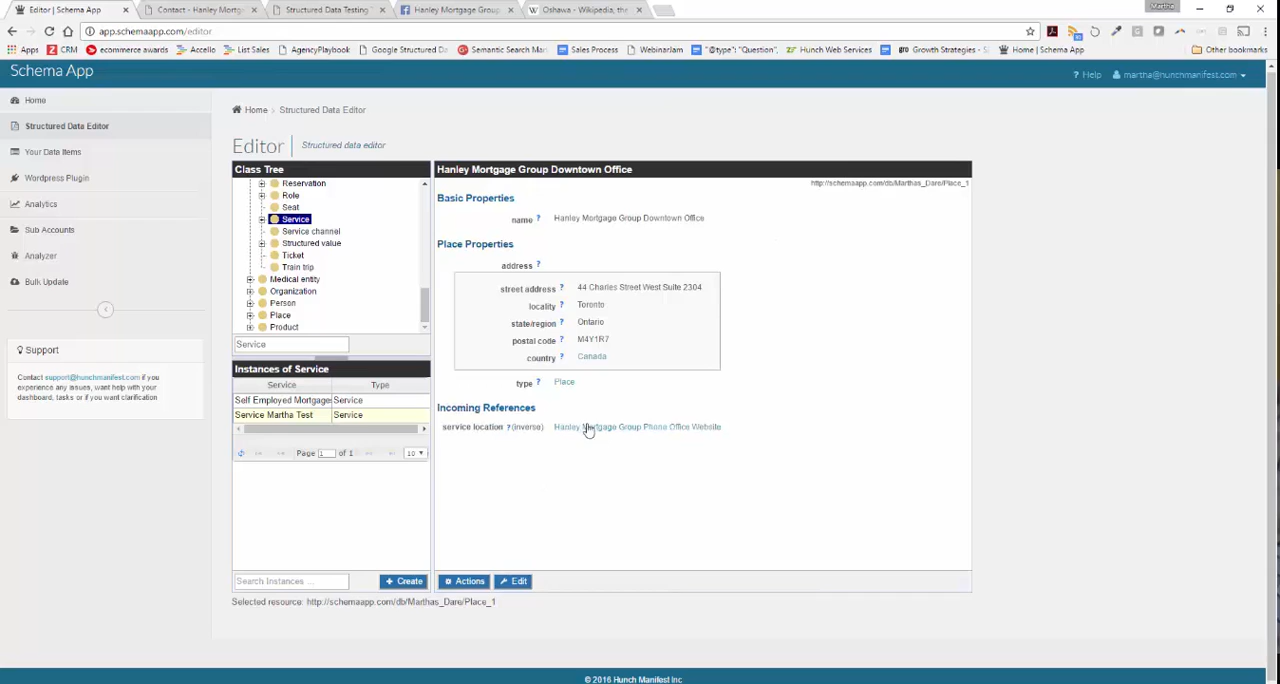 Editor | Schema App
Contact - Hanley Mortg
Structured Data Testing
Hanley Mortgage Group
Oshawa - Wikipedia, the
Martha
app.schemaapp.com/editor
Apps
CRM
ecommerce awards
Accello
List Sales
AgencyPlaybook
Google Structured Da
Semantic Search Mar
Sales Process
WebinarJam
"@type": "Question",
Hunch Web Services
Growth Strategies -
Home | Schema App
Other bookmarks
Schema App
? Help
martha@hunchmanifest.com
Home
Structured Data Editor
Your Data Items
Wordpress Plugin
Analytics
Sub Accounts
Analyzer
Bulk Update
Support
Contact support@hunchmanifest.com if you
experience any issues, want help with your
dashboard, tasks or if you want clarification
Home > Structured Data Editor
Editor | Structured data editor
Class Tree
Reservation
Role
Seat
Service
Service channel
Structured value
Ticket
Train trip
Medical entity
Organization
Person
Place
Product
Service
Instances of Service
Service Type
Self Employed Mortgages Service
Service Martha Test Service
Page 1 of 1 10
Search Instances ...
+ Create
Hanley Mortgage Group Downtown Office
http://schemaapp.com/db/Marthas_Dare/Place_1
Basic Properties
name ? Hanley Mortgage Group Downtown Office
Place Properties
address ?
street address ? 44 Charles Street West Suite 2304
locality ? Toronto
state/region ? Ontario
postal code ? M4Y1R7
country ? Canada
type ? Place
Incoming References
service location ?(inverse) Hanley Mortgage Group Phone Office Website
Actions
Edit
Selected resource: http://schemaapp.com/db/Marthas_Dare/Place_1
© 2016 Hunch Manifest Inc